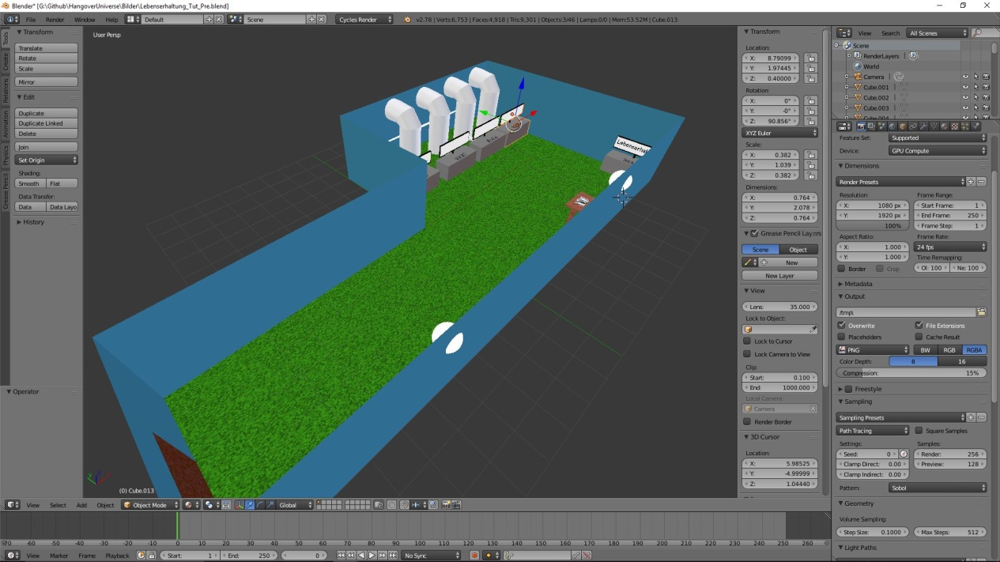 Blender* [G:\Github\HangoverUniverse\Bilder\Lebenserhaltung_Tut_Pre.blend]
File Render Window Help Default Scene Cycles Render v2.78 | Verts:6,753 | Faces:4,918 | Tris:9,301 | Objects:3/46 | Lamps:0/0 | Mem:53.52M | Cube.013
Tools
Create
Relations
Animation
Physics
Grease Pencil
Transform
Translate
Rotate
Scale
Mirror
Edit
Duplicate
Duplicate Linked
Delete
Join
Set Origin
Shading:
Smooth Flat
Data Transfer:
Data Data Layo
History
Operator
User Persp
Lebenserhal
(0) Cube.013
Transform
Location:
X: 8.79099
Y: 1.97445
Z: 0.40000
Rotation:
X: 0°
Y: -0°
Z: 90.856°
XYZ Euler
Scale:
X: 0.382
Y: 1.039
Z: 0.382
Dimensions:
X: 0.764
Y: 2.078
Z: 0.764
Grease Pencil Layers
Scene Object
New
New Layer
View
Lens: 35.000
Lock to Object:
Lock to Cursor
Lock Camera to View
Clip:
Start: 0.100
End: 1000.000
Local Camera:
Camera
Render Border
3D Cursor
Location:
X: 5.98525
Y: -4.99999
Z: 1.04440
View Search All Scenes
Scene
RenderLayers
World
Camera
Cube.001
Cube.002
Cube.003
Cube.004
Feature Set: Supported
Device: GPU Compute
Dimensions
Render Presets
Resolution: Frame Range:
X: 1080 px Start Frame: 1
Y: 1920 px End Frame: 250
100% Frame Step: 1
Aspect Ratio: Frame Rate:
X: 1.000 24 fps
Y: 1.000 Time Remapping:
Border Crop Ol: 100 Ne: 100
Metadata
Output
/tmp\
Overwrite File Extensions
Placeholders Cache Result
PNG BW RGB RGBA
Color Depth: 8 16
Compression: 15%
Freestyle
Sampling
Sampling Presets
Path Tracing Square Samples
Settings: Samples:
Seed: 0 Render: 256
Clamp Direct: 0.00 Preview: 128
Clamp Indirect: 0.00
Pattern: Sobol
Geometry
Volume Sampling:
Step Size: 0.1000 Max Steps: 512
Light Paths
View Select Add Object Object Mode Global
-70 -60 -50 -40 -30 -20 -10 0 10 20 30 40 50 60 70 80 90 100 110 120 130 140 150 160 170 180 190 200 210 220 230 240 250 260
View Marker Frame Playback Start: 1 End: 250 0 No Sync